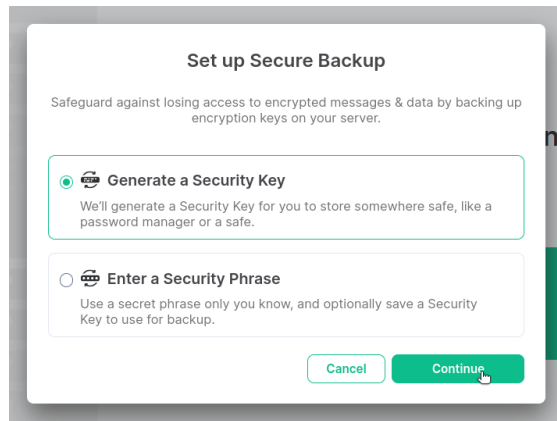 Set up Secure Backup
Safeguard against losing access to encrypted messages & data by backing up
encryption keys on your server.
Generate a Security Key
We'll generate a Security Key for you to store somewhere safe, like a
password manager or a safe.
Enter a Security Phrase
Use a secret phrase only you know, and optionally save a Security
Key to use for backup.
Cancel
Continue